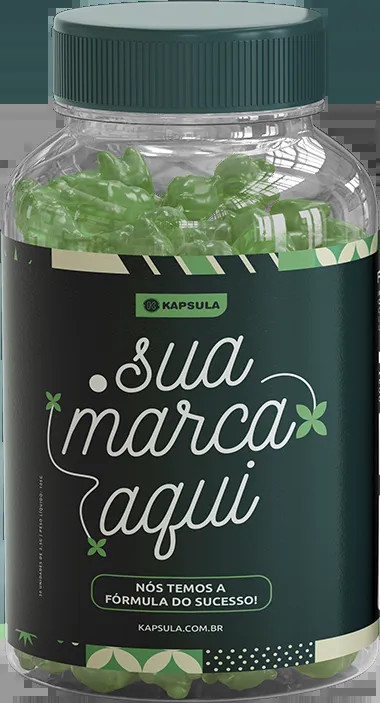 KAPSULA
sua
marca
aqui
NÓS TEMOS A
FÓRMULA DO SUCESSO!
KAPSULA.COM.BR